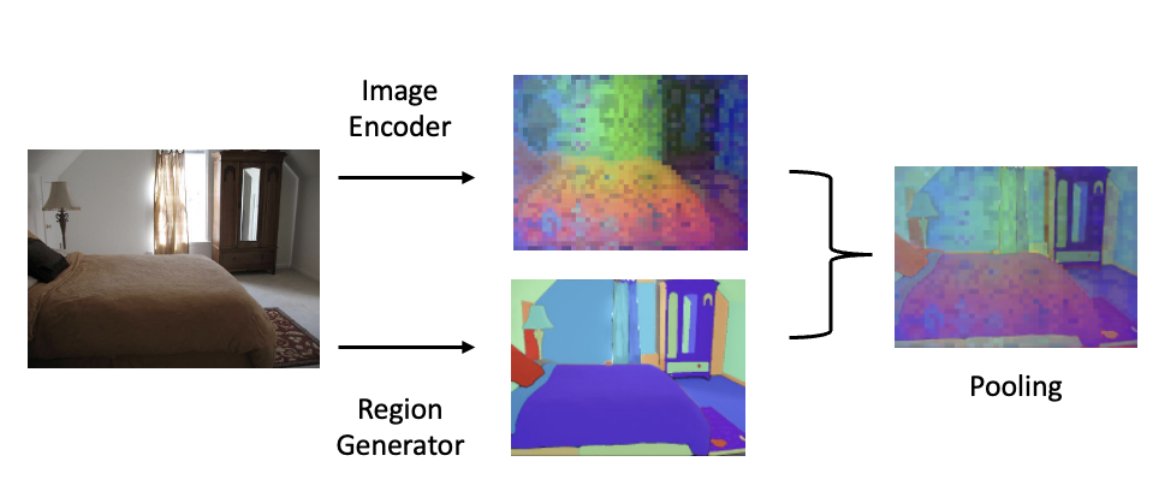 Image
Encoder
Region
Generator
Pooling